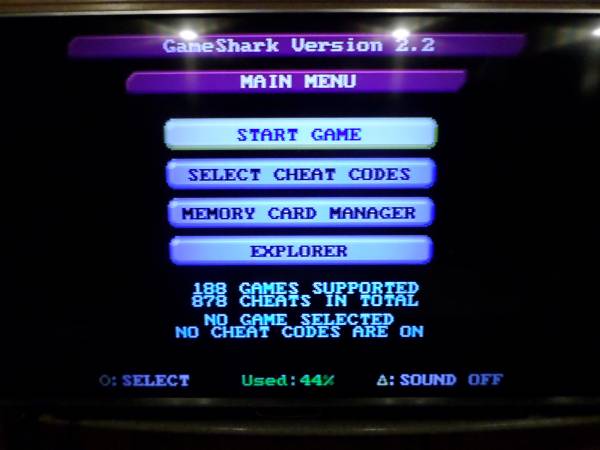 GameShark Version 2.2
MAIN MENU
START GAME
SELECT CHEAT CODES
MEMORY CARD MANAGER
EXPLORER
188 GAMES SUPPORTED
878 CHEATS IN TOTAL
NO GAME SELECTED
NO CHEAT CODES ARE ON
O:SELECT Used:44% Δ:SOUND OFF